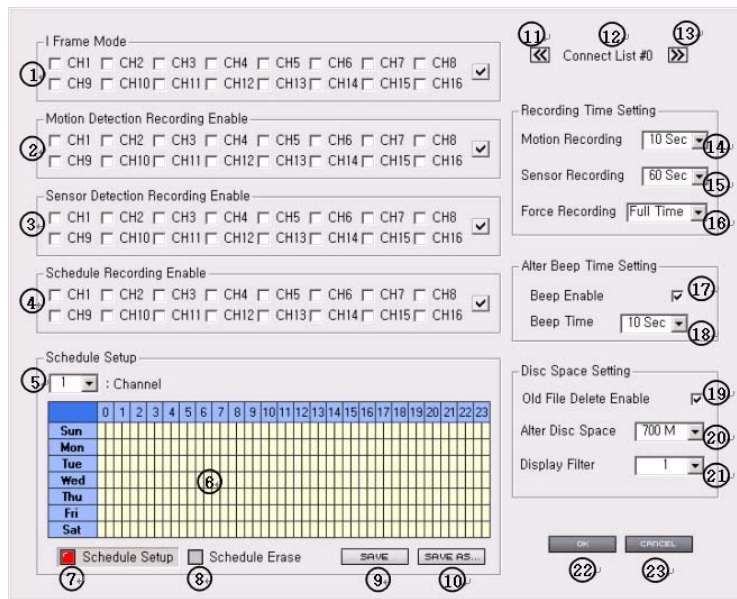 I Frame Mode
① CH1 CH2 CH3 CH4 CH5 CH6 CH7 CH8
CH9 CH10 CH11 CH12 CH13 CH14 CH15 CH16
Motion Detection Recording Enable
② CH1 CH2 CH3 CH4 CH5 CH6 CH7 CH8
CH9 CH10 CH11 CH12 CH13 CH14 CH15 CH16
Sensor Detection Recording Enable
③ CH1 CH2 CH3 CH4 CH5 CH6 CH7 CH8
CH9 CH10 CH11 CH12 CH13 CH14 CH15 CH16
Schedule Recording Enable
④ CH1 CH2 CH3 CH4 CH5 CH6 CH7 CH8
CH9 CH10 CH11 CH12 CH13 CH14 CH15 CH16
Schedule Setup
⑤ 1 : Channel
0 1 2 3 4 5 6 7 8 9 10 11 12 13 14 15 16 17 18 19 20 21 22 23
Sun
Mon
Tue
Wed ⑥
Thu
Fri
Sat
Schedule Setup Schedule Erase SAVE SAVE AS...
⑦ ⑧ ⑨ ⑩
⑪ ⑫ ⑬
Connect List #0
Recording Time Setting
Motion Recording 10 Sec ⑭
Sensor Recording 60 Sec ⑮
Force Recording Full Time ⑯
Alter Beep Time Setting
Beep Enable ⑰
Beep Time 10 Sec ⑱
Disc Space Setting
Old File Delete Enable ⑲
Alter Disc Space 700 M ⑳
Display Filter 1 ㉑
OK CANCEL
㉒ ㉓